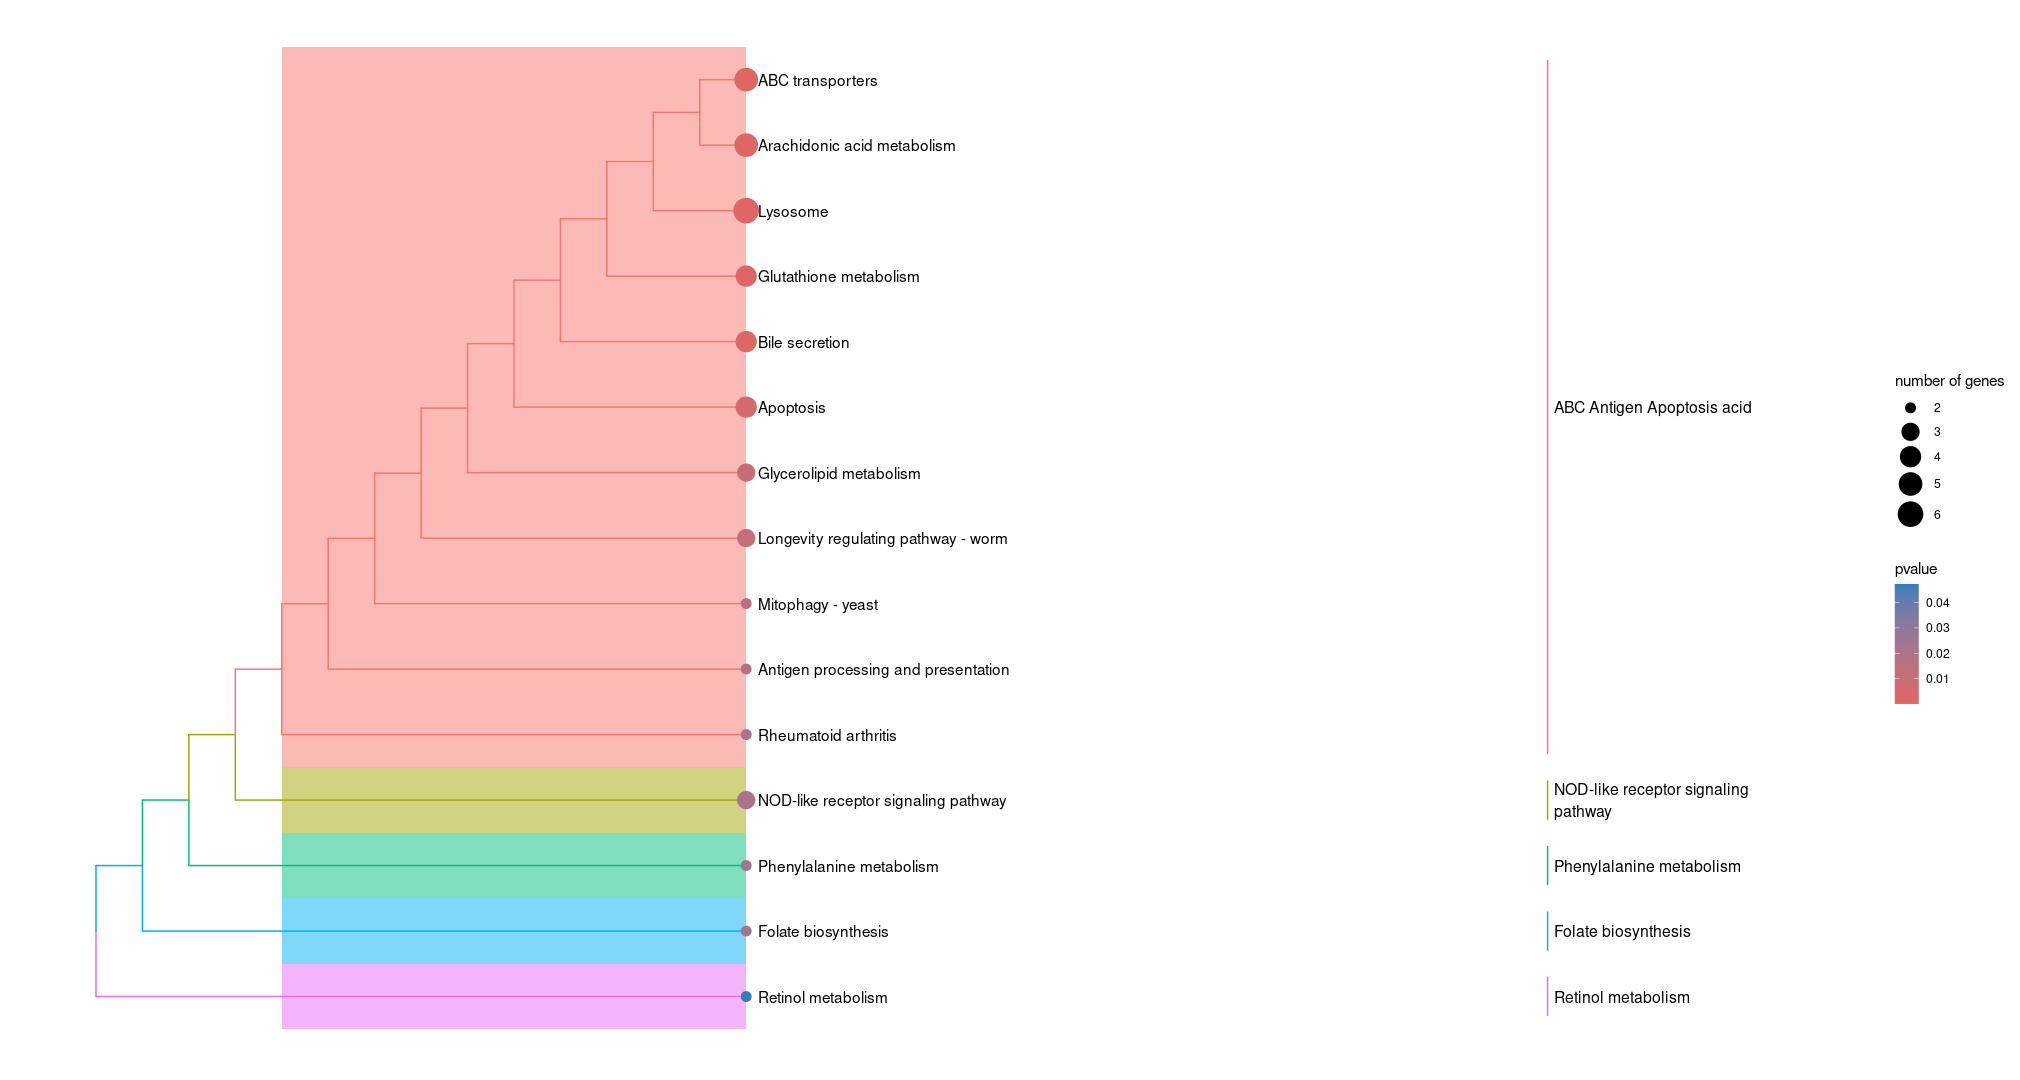 ABC transporters
Arachidonic acid metabolism
Lysosome
Glutathione metabolism
Bile secretion
Apoptosis
Glycerolipid metabolism
Longevity regulating pathway - worm
Mitophagy - yeast
Antigen processing and presentation
Rheumatoid arthritis
NOD-like receptor signaling pathway
Phenylalanine metabolism
Folate biosynthesis
Retinol metabolism
ABC Antigen Apoptosis acid
NOD-like receptor signaling
pathway
Phenylalanine metabolism
Folate biosynthesis
Retinol metabolism
number of genes
2
3
4
5
6
pvalue
0.04
0.03
0.02
0.01